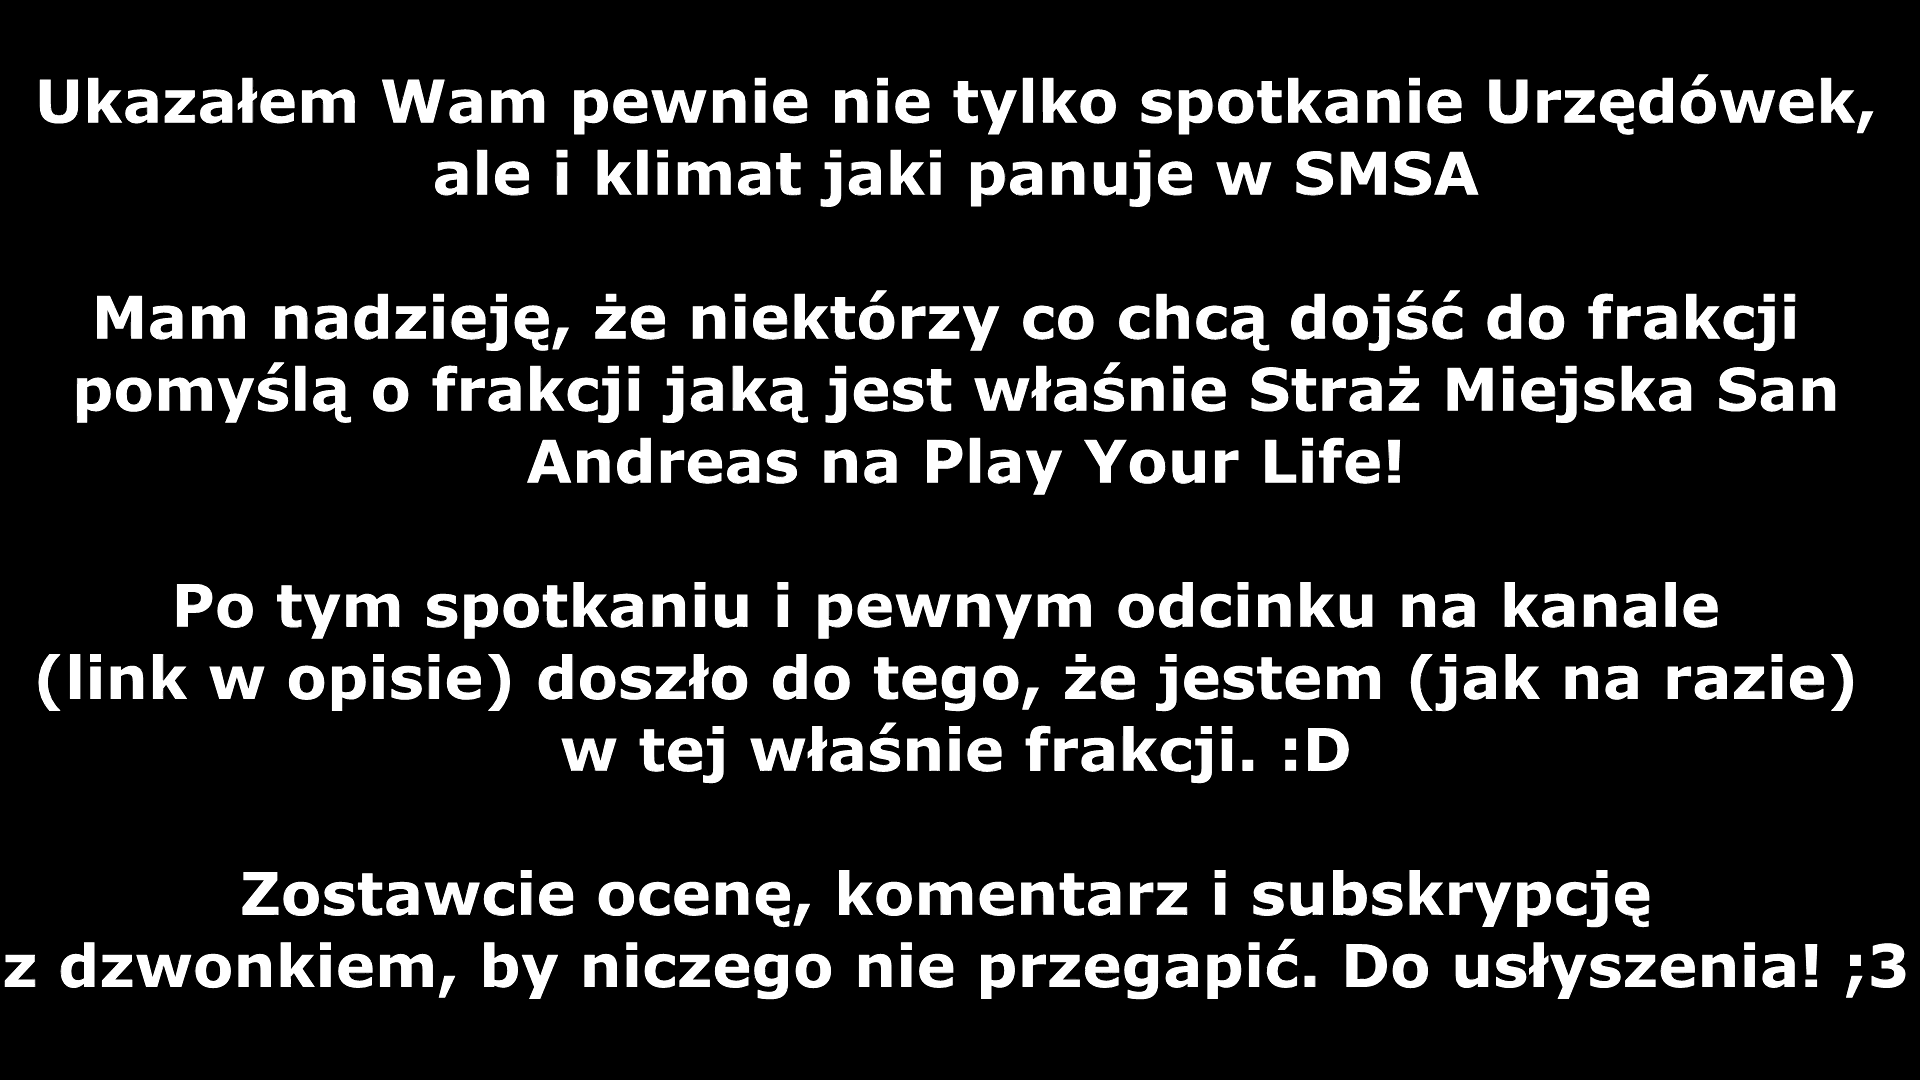 Ukazałem Wam pewnie nie tylko spotkanie Urzędówek,
ale i klimat jaki panuje w SMSA
Mam nadzieję, że niektórzy co chcą dojść do frakcji
pomyślą o frakcji jaką jest właśnie Straż Miejska San
Andreas na Play Your Life!
Po tym spotkaniu i pewnym odcinku na kanale
(link w opisie) doszło do tego, że jestem (jak na razie)
w tej właśnie frakcji. :D
Zostawcie ocenę, komentarz i subskrypcję
z dzwonkiem, by niczego nie przegapić. Do usłyszenia! ;3